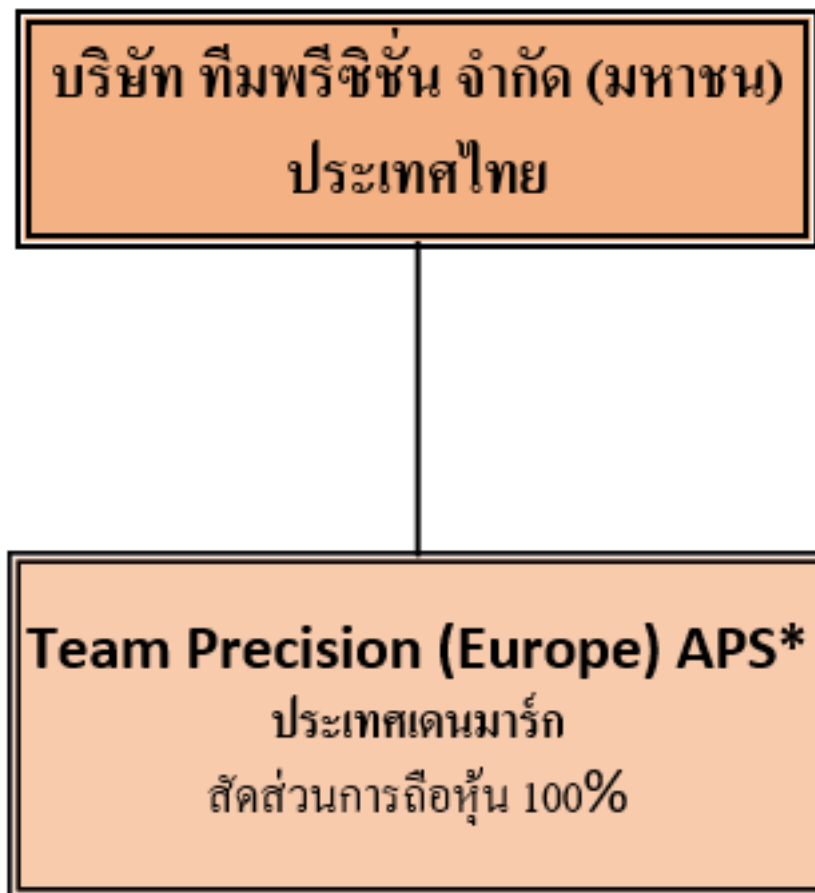 บริษัท ทีมพรีซิชั่น จำกัด (มหาชน)
ประเทศไทย
Team Precision (Europe) APS*
ประเทศเดนมาร์ก
สัดส่วนการถือหุ้น 100%